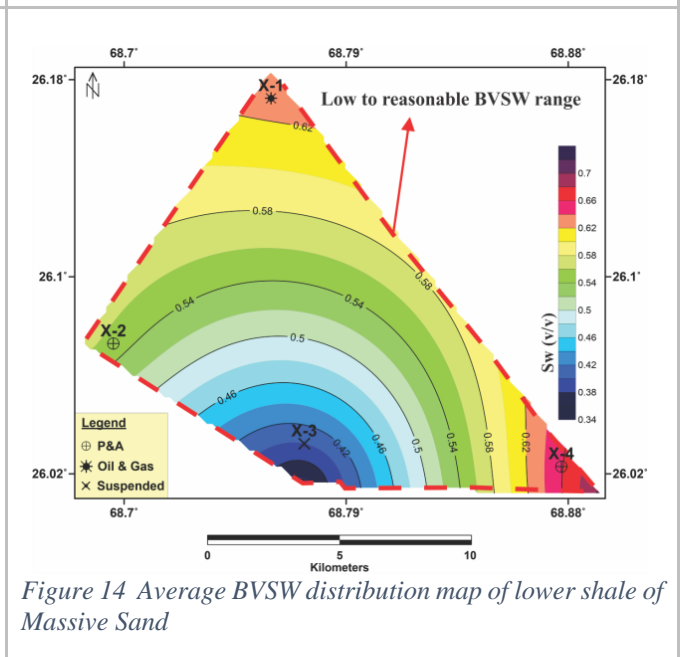 68.7˚ 68.79˚ 68.88˚
26.18˚ 26.18˚
N
X-1
Low to reasonable BVSW range
0.62
0.7
0.66
0.62
0.58
0.54
0.5
0.46
0.42
0.38
0.34
Sw (v/v)
0.58
0.58
26.1˚ 26.1˚
0.54 0.54
X-2
0.5
0.46
X-3
0.42 0.46 0.5 0.54 0.58 0.62
X-4
Legend
P&A
Oil & Gas
Suspended
26.02˚ 26.02˚
68.7˚ 68.79˚ 68.88˚
0 5 10
Kilometers
Figure 14 Average BVSW distribution map of lower shale of
Massive Sand